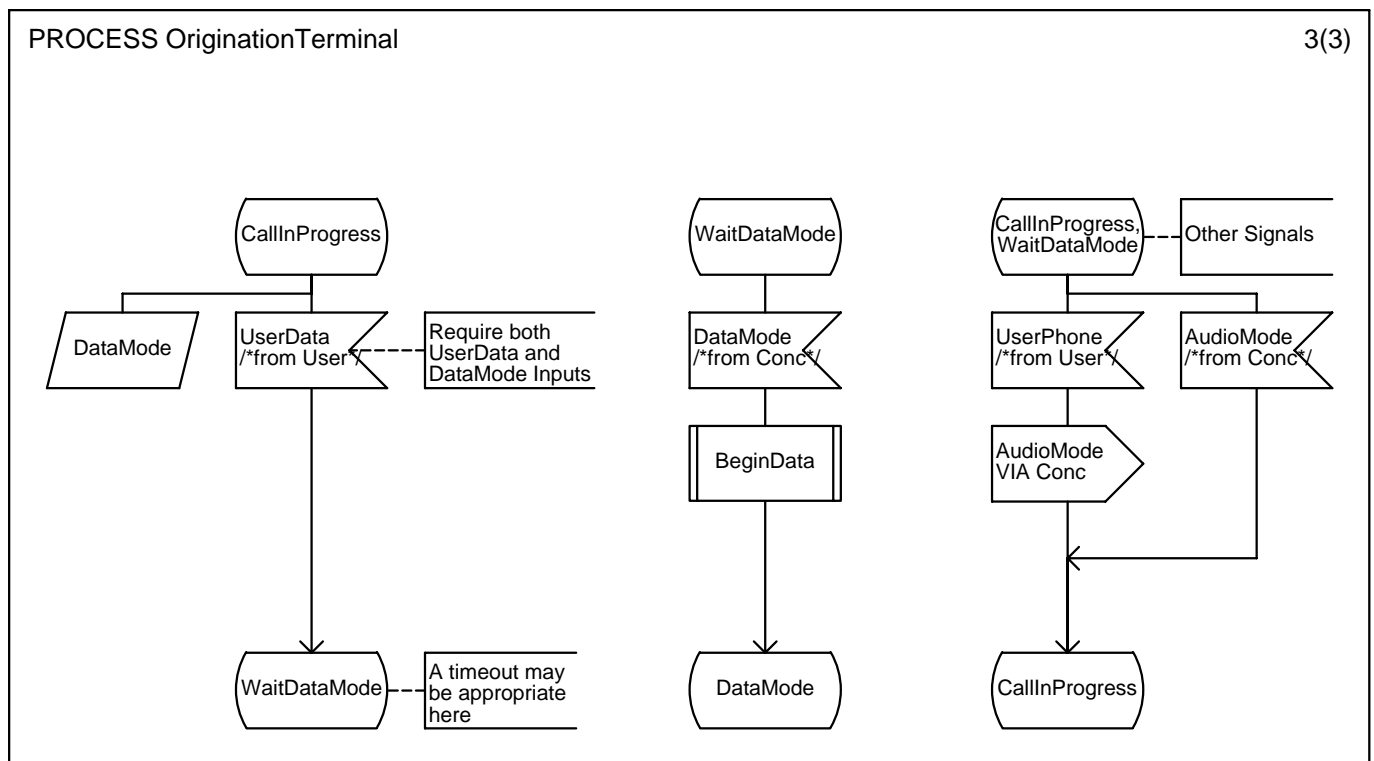 PROCESS OriginationTerminal
3(3)
CallInProgress
WaitDataMode
CallInProgress,
WaitDataMode
Other Signals
DataMode
UserData
/*from User*/
Require both
UserData and
DataMode Inputs
DataMode
/*from Conc*/
UserPhone
/*from User*/
AudioMode
/*from Conc*/
BeginData
AudioMode
VIA Conc
WaitDataMode
A timeout may
be appropriate
here
DataMode
CallInProgress